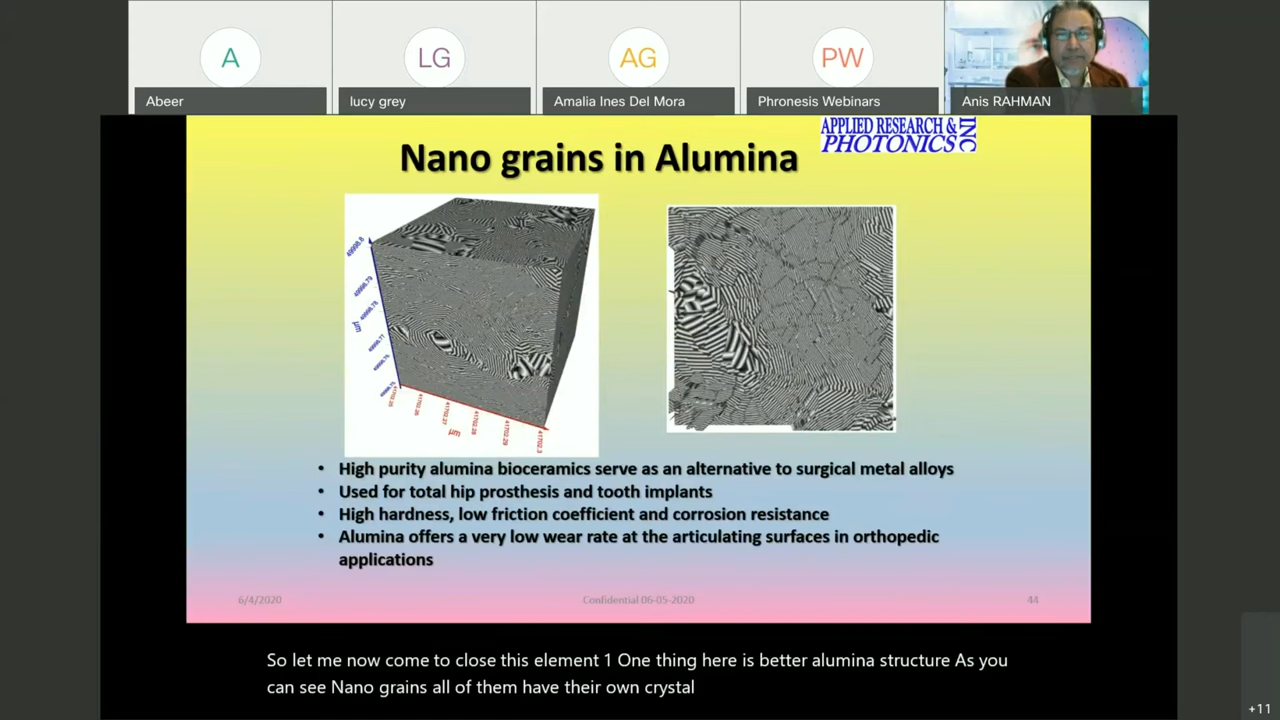 A
LG
AG
PW
Abeer
lucy grey
Amalia Ines Del Mora
Phronesis Webinars
Anis RAHMAN
APPLIED RESEARCH &
PHOTONICS
INC
Nano grains in Alumina
µm
µm
• High purity alumina bioceramics serve as an alternative to surgical metal alloys
• Used for total hip prosthesis and tooth implants
• High hardness, low friction coefficient and corrosion resistance
• Alumina offers a very low wear rate at the articulating surfaces in orthopedic
applications
6/4/2020
Confidential 06-05-2020
44
So let me now come to close this element 1 One thing here is better alumina structure As you
can see Nano grains all of them have their own crystal
+11